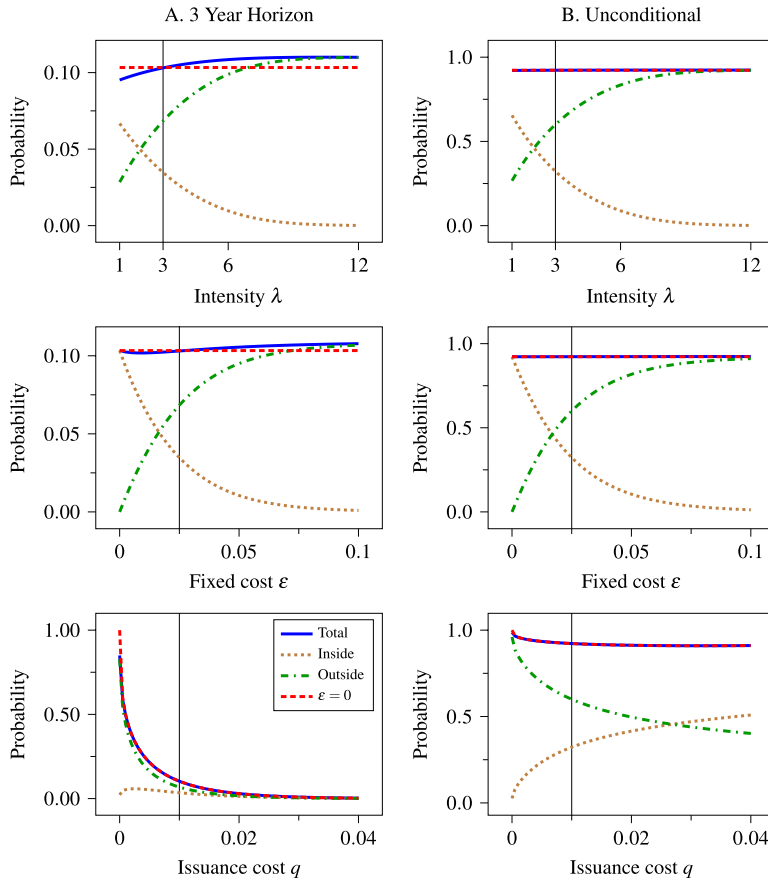 A. 3 Year Horizon
B. Unconditional
Probability
0.10
0.05
0.00
1 3 6 12
Intensity λ
Probability
1.0
0.5
0.0
1 3 6 12
Intensity λ
Probability
0.10
0.05
0.00
0 0.05 0.1
Fixed cost ε
Probability
1.0
0.5
0.0
0 0.05 0.1
Fixed cost ε
Probability
1.00
0.50
0.00
Total
Inside
Outside
ε = 0
0 0.02 0.04
Issuance cost q
Probability
1.0
0.5
0.0
0 0.02 0.04
Issuance cost q